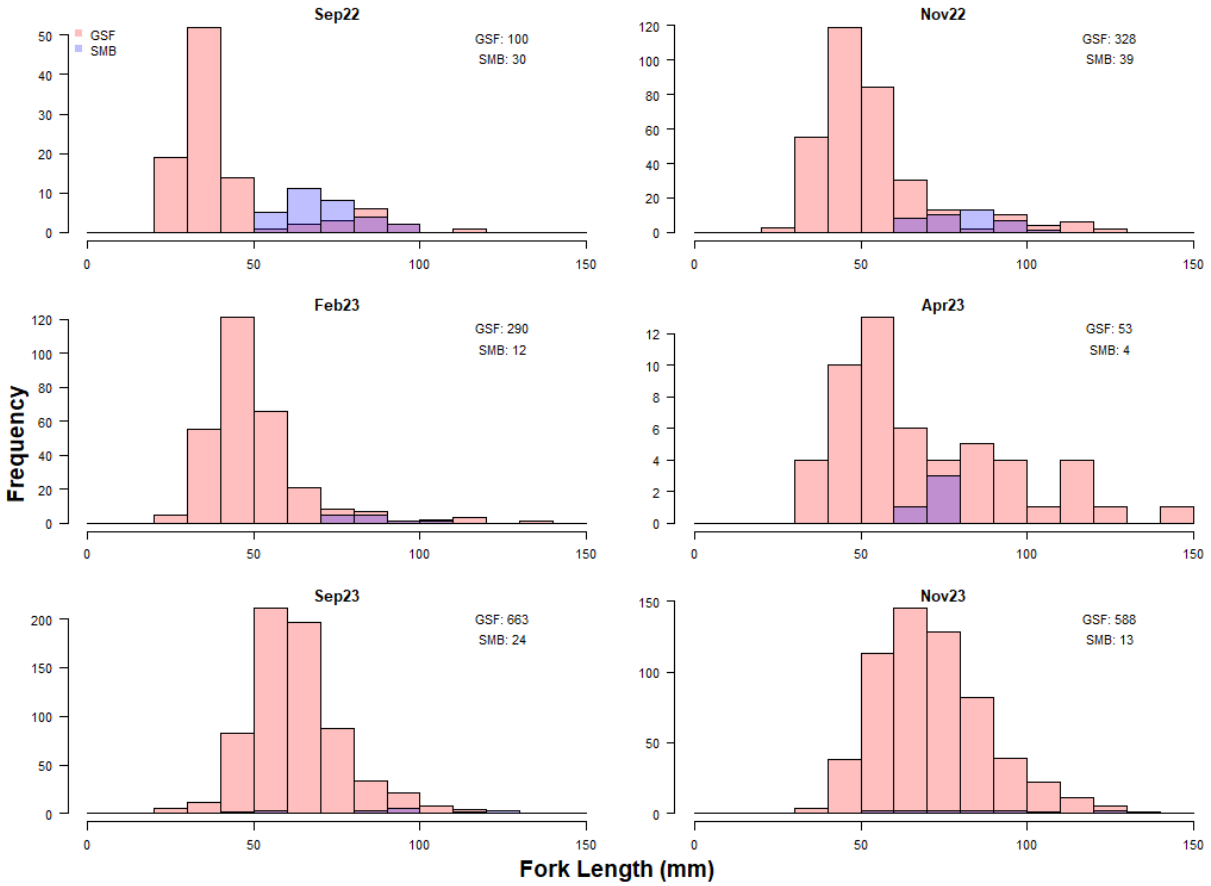 Sep22
GSF
SMB
GSF: 100
SMB: 30
50
40
30
20
10
0
0 50 100 150
Nov22
GSF: 328
SMB: 39
120
100
80
60
40
20
0
0 50 100 150
Feb23
GSF: 290
SMB: 12
120
100
80
60
40
20
0
0 50 100 150
Apr23
GSF: 53
SMB: 4
12
10
8
6
4
2
0
0 50 100 150
Sep23
GSF: 663
SMB: 24
200
150
100
50
0
0 50 100 150
Nov23
GSF: 588
SMB: 13
150
100
50
0
0 50 100 150
Frequency
Fork Length (mm)